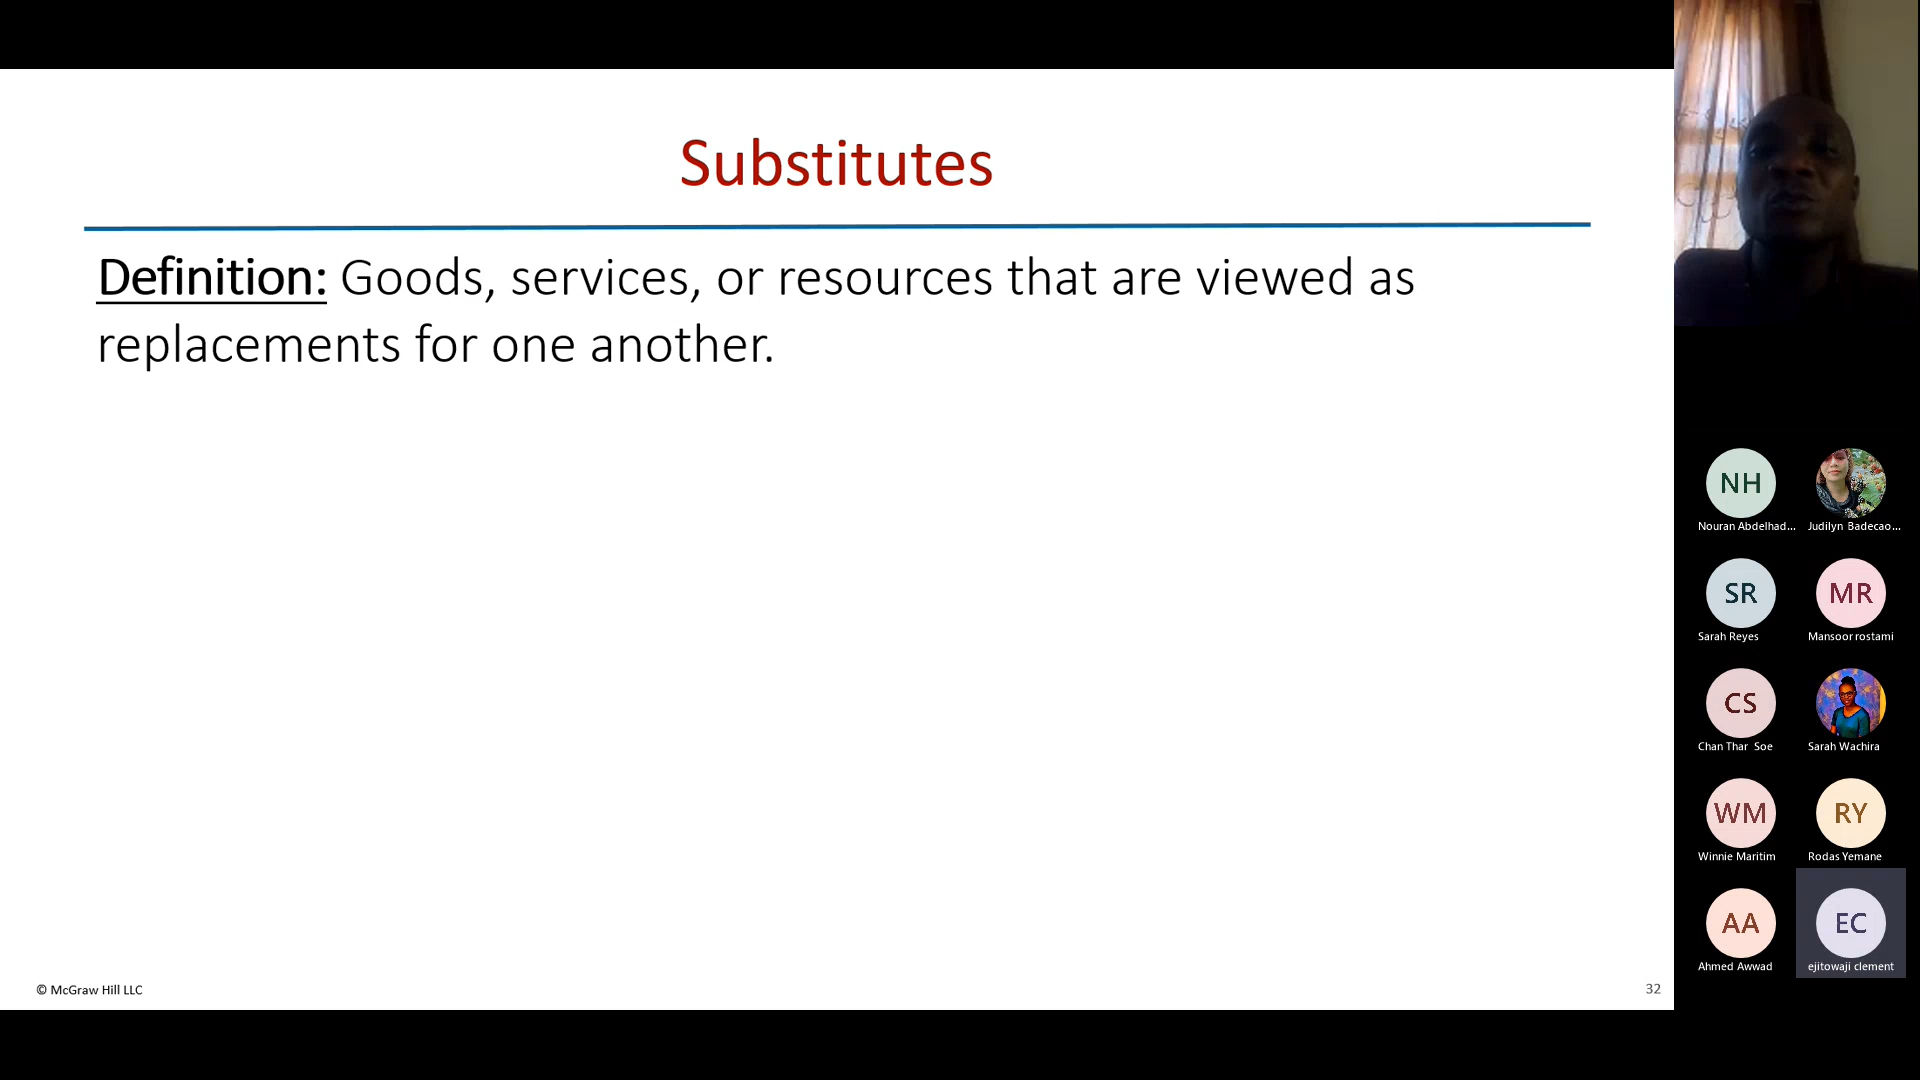 Substitutes
Definition: Goods, services, or resources that are viewed as
replacements for one another.
© McGraw Hill LLC
32
NH
Nouran Abdelhad...
Judilyn Badecao...
SR
Sarah Reyes
MR
Mansoor rostami
CS
Chan Thar Soe
Sarah Wachira
WM
Winnie Maritim
RY
Rodas Yemane
AA
Ahmed Awwad
EC
ejitowaji clement